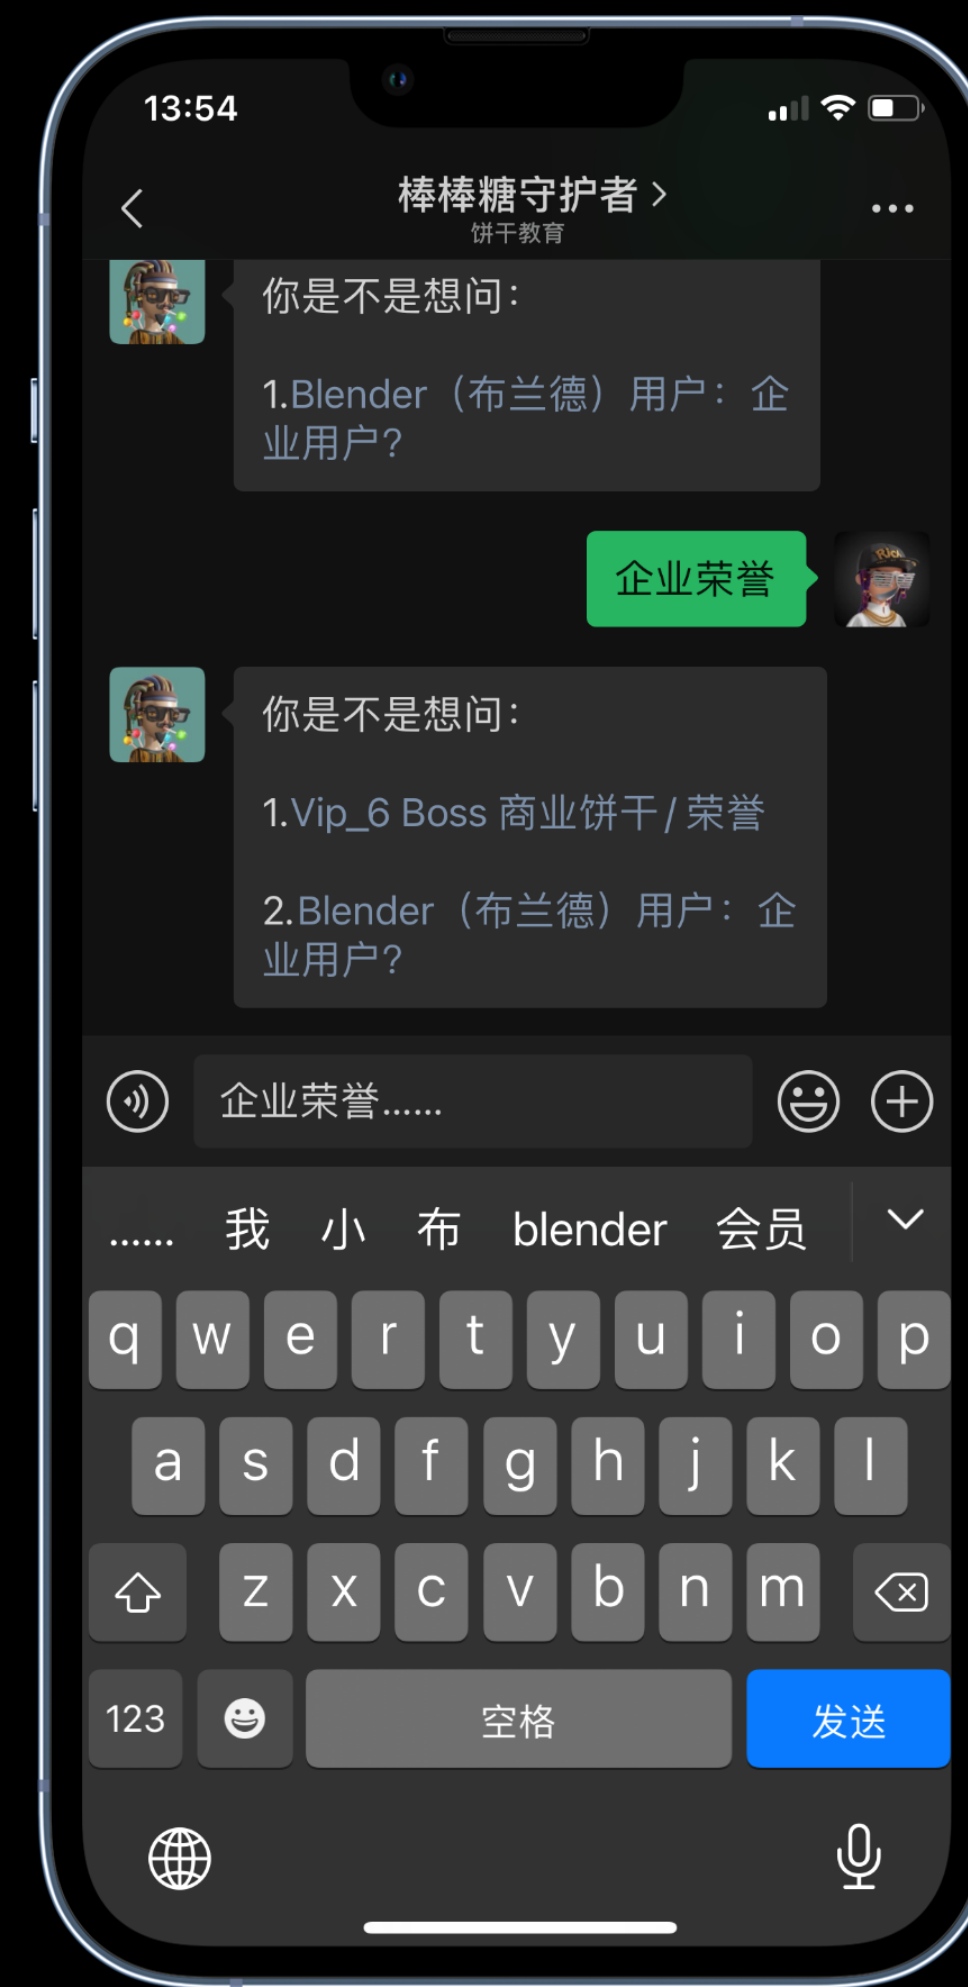 13:54
棒棒糖守护者
饼干教育
你是不是想问：
1.Blender（布兰德）用户：企
业用户？
企业荣誉
你是不是想问：
1.Vip_6 Boss 商业饼干/荣誉
2.Blender（布兰德）用户：企
业用户？
企业荣誉……
…… 我 小 布 blender 会员
q w e r t y u i o p
a s d f g h j k l
z x c v b n m
123 空格 发送